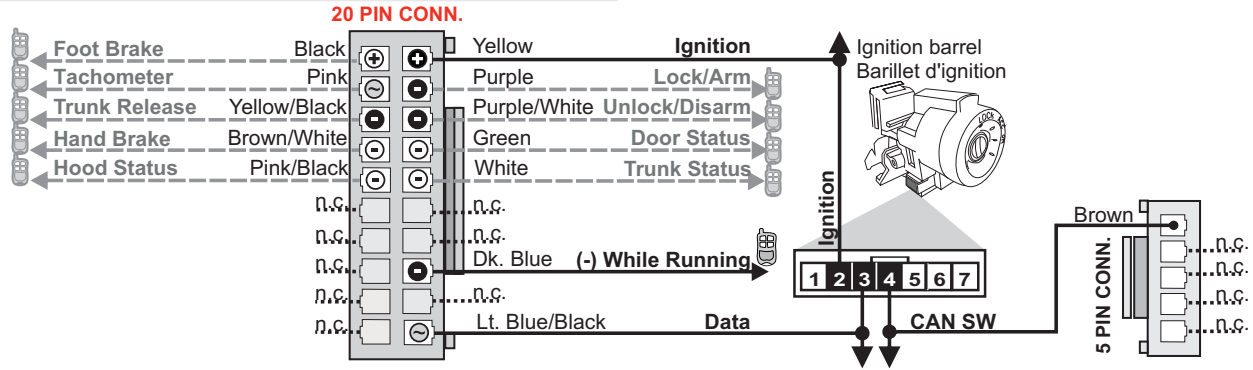 20 PIN CONN.
Foot Brake Black Yellow Ignition
Tachometer Pink Purple Lock/Arm
Trunk Release Yellow/Black Purple/White Unlock/Disarm
Hand Brake Brown/White Green Door Status
Hood Status Pink/Black White Trunk Status
n.c. n.c.
n.c. n.c.
n.c. Dk. Blue (-) While Running
n.c. n.c.
n.c. Lt. Blue/Black Data
Ignition barrel
Barillet d'ignition
LOCK
Ignition
1 2 3 4 5 6 7
CAN SW
Brown
5 PIN CONN.
n.c.
n.c.
n.c.
n.c.